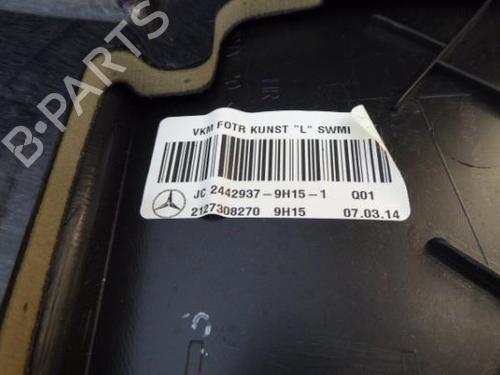 B-PARTS
VKM FOTR KUNST "L" SWMI
JC 2442937-9H15-1 Q01
2127308270 9H15 07.03.14